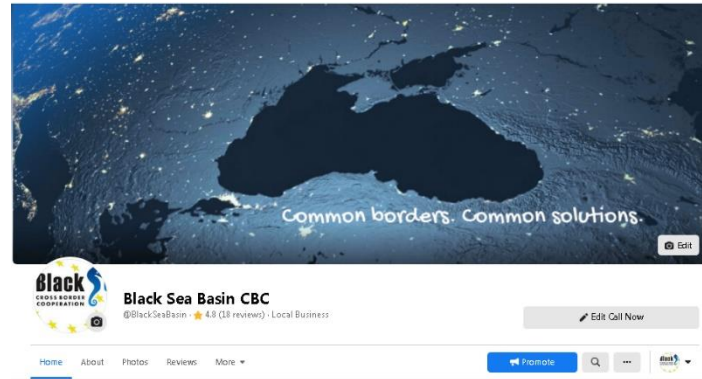 Common borders. Common solutions.
Edit
Black
CROSS BORDER
COOPERATION
Black Sea Basin CBC
@BlackSeaBasin · 4.8 (18 reviews) · Local Business
Edit Call Now
Home About Photos Reviews More
Promote